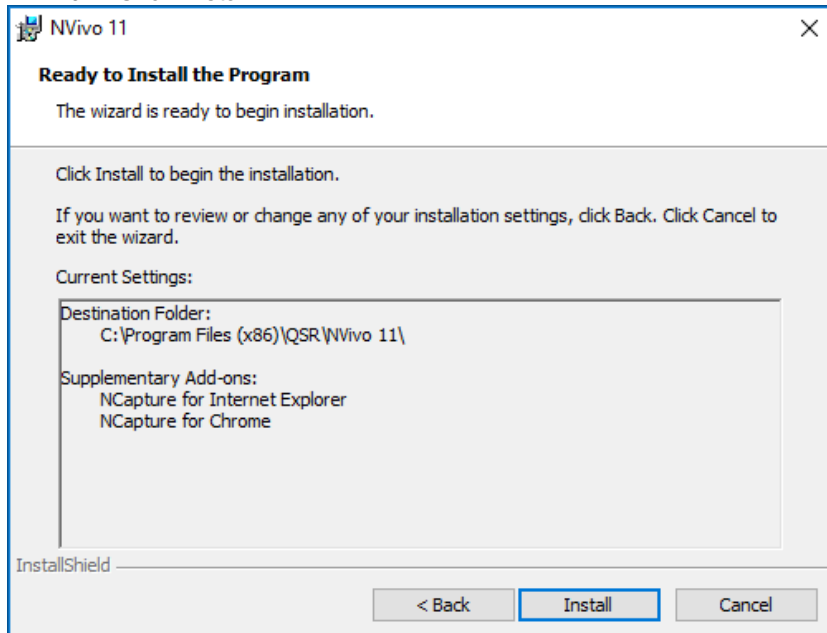 NVivo 11
Ready to Install the Program
The wizard is ready to begin installation.
Click Install to begin the installation.
If you want to review or change any of your installation settings, click Back. Click Cancel to
exit the wizard.
Current Settings:
Destination Folder:
C:\Program Files (x86)\QSR\NVivo 11\
Supplementary Add-ons:
NCapture for Internet Explorer
NCapture for Chrome
InstallShield
< Back
Install
Cancel